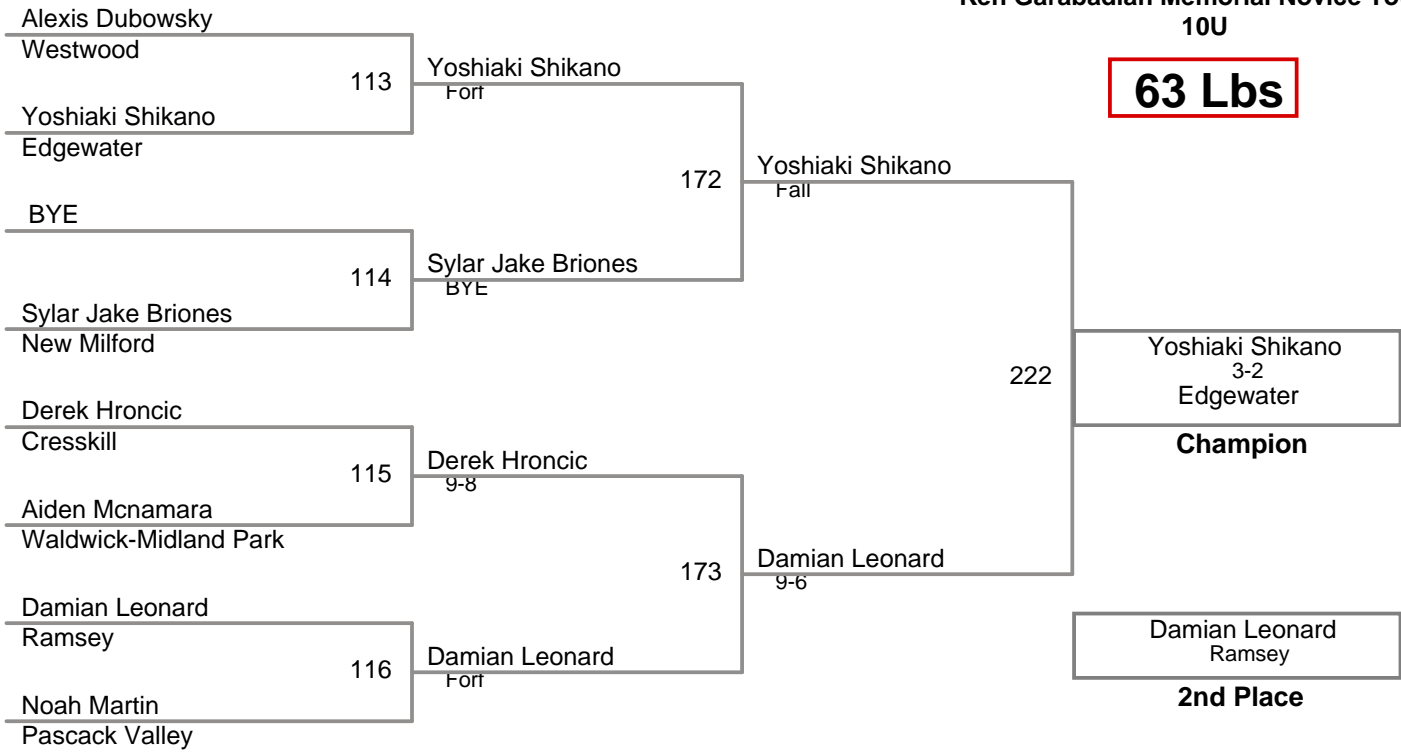 Ken Garabadian Memorial Novice
10U
63 Lbs
Alexis Dubowsky
Westwood
113
Yoshiaki Shikano
Forf
Yoshiaki Shikano
Edgewater
172
Yoshiaki Shikano
Fall
BYE
114
Sylar Jake Briones
BYE
Sylar Jake Briones
New Milford
222
Yoshiaki Shikano
3-2
Edgewater
Champion
Derek Hroncic
Cresskill
115
Derek Hroncic
9-8
Aiden Mcnamara
Waldwick-Midland Park
173
Damian Leonard
9-6
Damian Leonard
Ramsey
116
Damian Leonard
Forf
Noah Martin
Pascack Valley
Damian Leonard
Ramsey
2nd Place